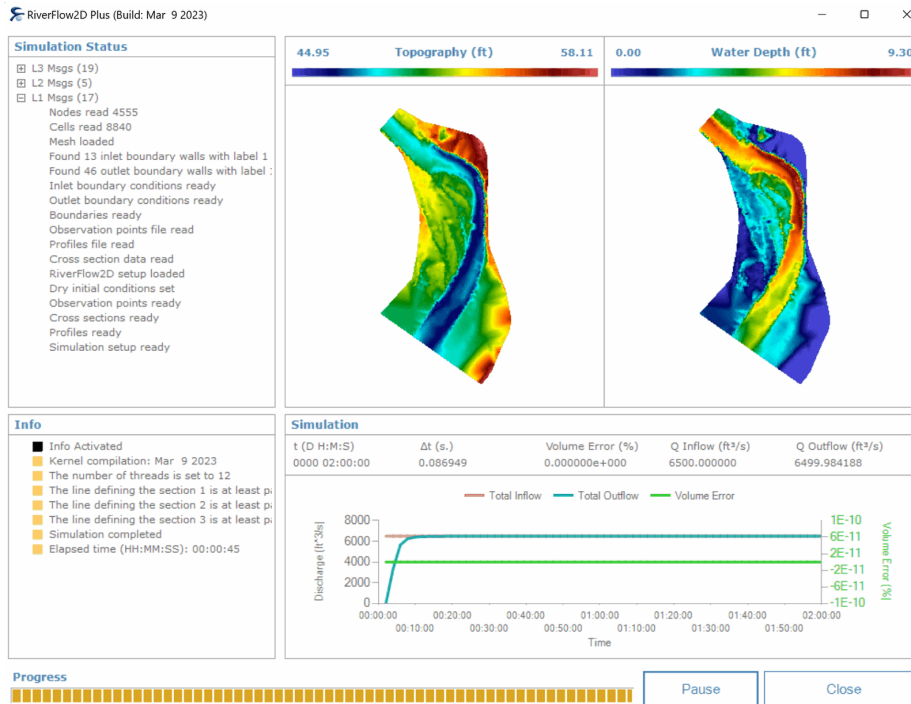 RiverFlow2D Plus (Build: Mar 9 2023)
Simulation Status
L3 Msgs (19)
L2 Msgs (5)
L1 Msgs (17)
Nodes read 4555
Cells read 8840
Mesh loaded
Found 13 inlet boundary walls with label 1
Found 46 outlet boundary walls with label
Inlet boundary conditions ready
Outlet boundary conditions ready
Boundaries ready
Observation points file read
Profiles file read
Cross section data read
RiverFlow2D setup loaded
Dry initial conditions set
Observation points ready
Cross sections ready
Profiles ready
Simulation setup ready
44.95 Topography (ft) 58.11
0.00 Water Depth (ft) 9.30
Info
Info Activated
Kernel compilation: Mar 9 2023
The number of threads is set to 12
The line defining the section 1 is at least
The line defining the section 2 is at least
The line defining the section 3 is at least
Simulation completed
Elapsed time (HH:MM:SS): 00:00:45
Simulation
t (D H:M:S) Δt (s.) Volume Error (%) Q Inflow (ft³/s) Q Outflow (ft³/s)
0000 02:00:00 0.086949 0.000000e+000 6500.000000 6499.984188
Total Inflow Total Outflow Volume Error
Discharge [ft^3/s]
8000
6000
4000
2000
0
1E-10
6E-11
2E-11
-2E-11
-6E-11
-1E-10
Volume Error [%]
00:00:00 00:20:00 00:40:00 01:00:00 01:20:00 01:40:00 02:00:00
00:10:00 00:30:00 00:50:00 01:10:00 01:30:00 01:50:00
Time
Progress
Pause
Close